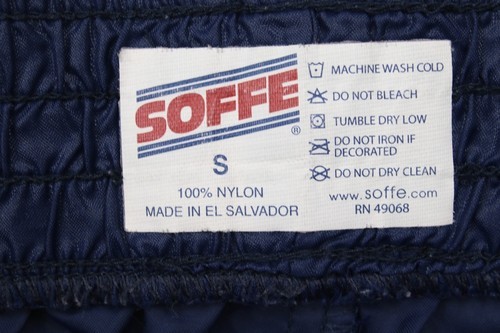 SOFFE
®
S
100% NYLON
MADE IN EL SALVADOR
MACHINE WASH COLD
DO NOT BLEACH
TUMBLE DRY LOW
DO NOT IRON IF
DECORATED
DO NOT DRY CLEAN
www.soffe.com
RN 49068